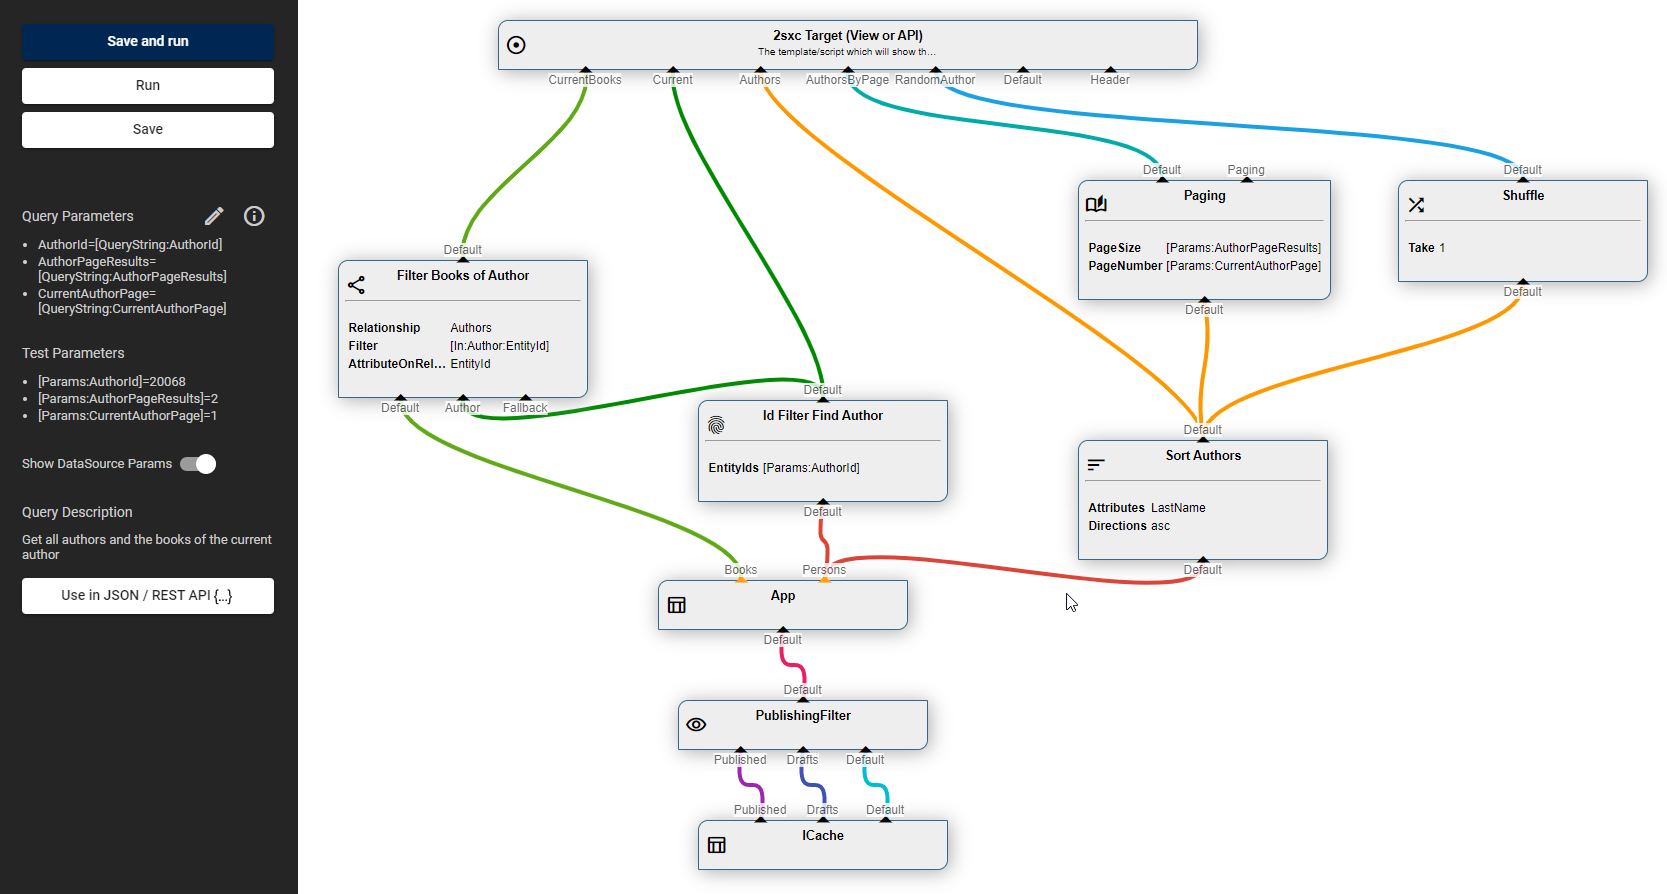 Save and run
Run
Save
Query Parameters
AuthorId=[QueryString:AuthorId]
AuthorPageResults=
[QueryString:AuthorPageResults]
CurrentAuthorPage=
[QueryString:CurrentAuthorPage]
Test Parameters
[Params:AuthorId]=20068
[Params:AuthorPageResults]=2
[Params:CurrentAuthorPage]=1
Show DataSource Params
Query Description
Get all authors and the books of the current
author
Use in JSON / REST API {...}
2sxc Target (View or API)
The template/script which will show th...
CurrentBooks Current Authors AuthorsByPage RandomAuthor Default Header
Default Paging
Paging
PageSize [Params:AuthorPageResults]
PageNumber [Params:CurrentAuthorPage]
Default
Default
Shuffle
Take 1
Default
Default
Filter Books of Author
Relationship Authors
Filter [In:Author:EntityId]
AttributeOnRel... EntityId
Default Author Fallback
Default
Id Filter Find Author
EntityIds [Params:AuthorId]
Default
Default
Sort Authors
Attributes LastName
Directions asc
Default
Books Persons
App
Default
Default
PublishingFilter
Published Drafts Default
Published Drafts Default
ICache